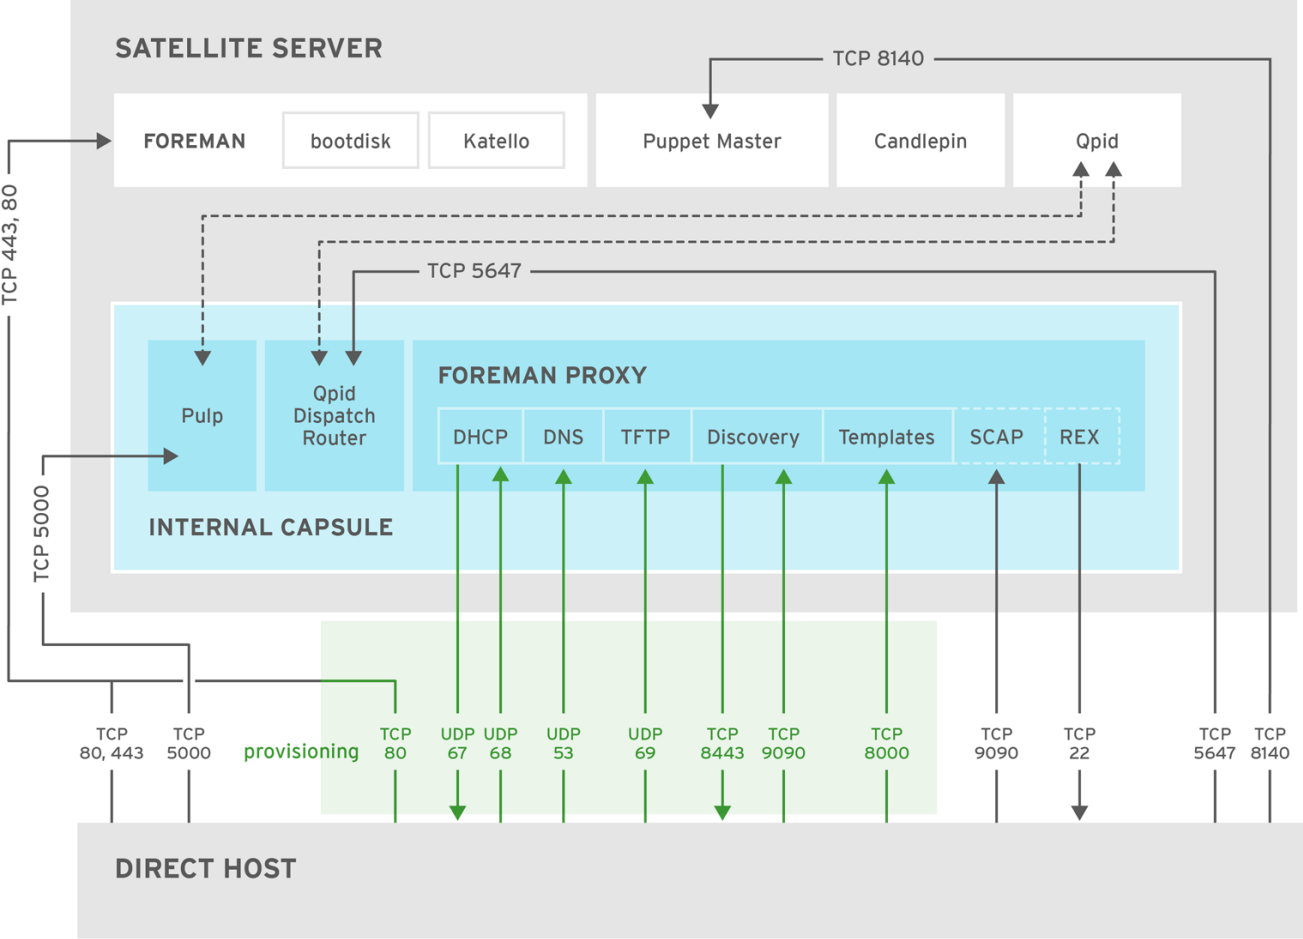 SATELLITE SERVER
TCP 8140
FOREMAN
bootdisk
Katello
Puppet Master
Candlepin
Qpid
TCP 443, 80
TCP 5647
Pulp
Qpid
Dispatch
Router
FOREMAN PROXY
DHCP
DNS
TFTP
Discovery
Templates
SCAP
REX
INTERNAL CAPSULE
TCP 5000
TCP
80, 443
TCP
5000
provisioning
TCP
80
UDP
67
UDP
68
UDP
53
UDP
69
TCP
8443
TCP
9090
TCP
8000
TCP
9090
TCP
22
TCP
5647
TCP
8140
DIRECT HOST